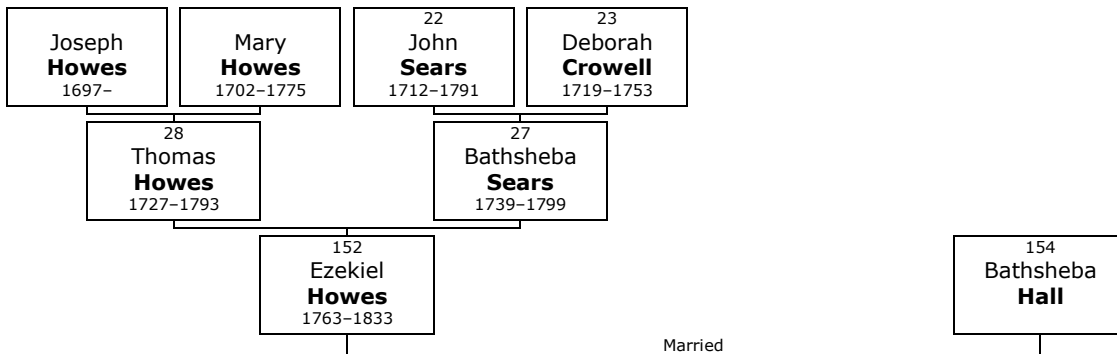 Joseph
Howes
1697–
Mary
Howes
1702–1775
22
John
Sears
1712–1791
23
Deborah
Crowell
1719–1753
28
Thomas
Howes
1727–1793
27
Bathsheba
Sears
1739–1799
152
Ezekiel
Howes
1763–1833
154
Bathsheba
Hall
Married